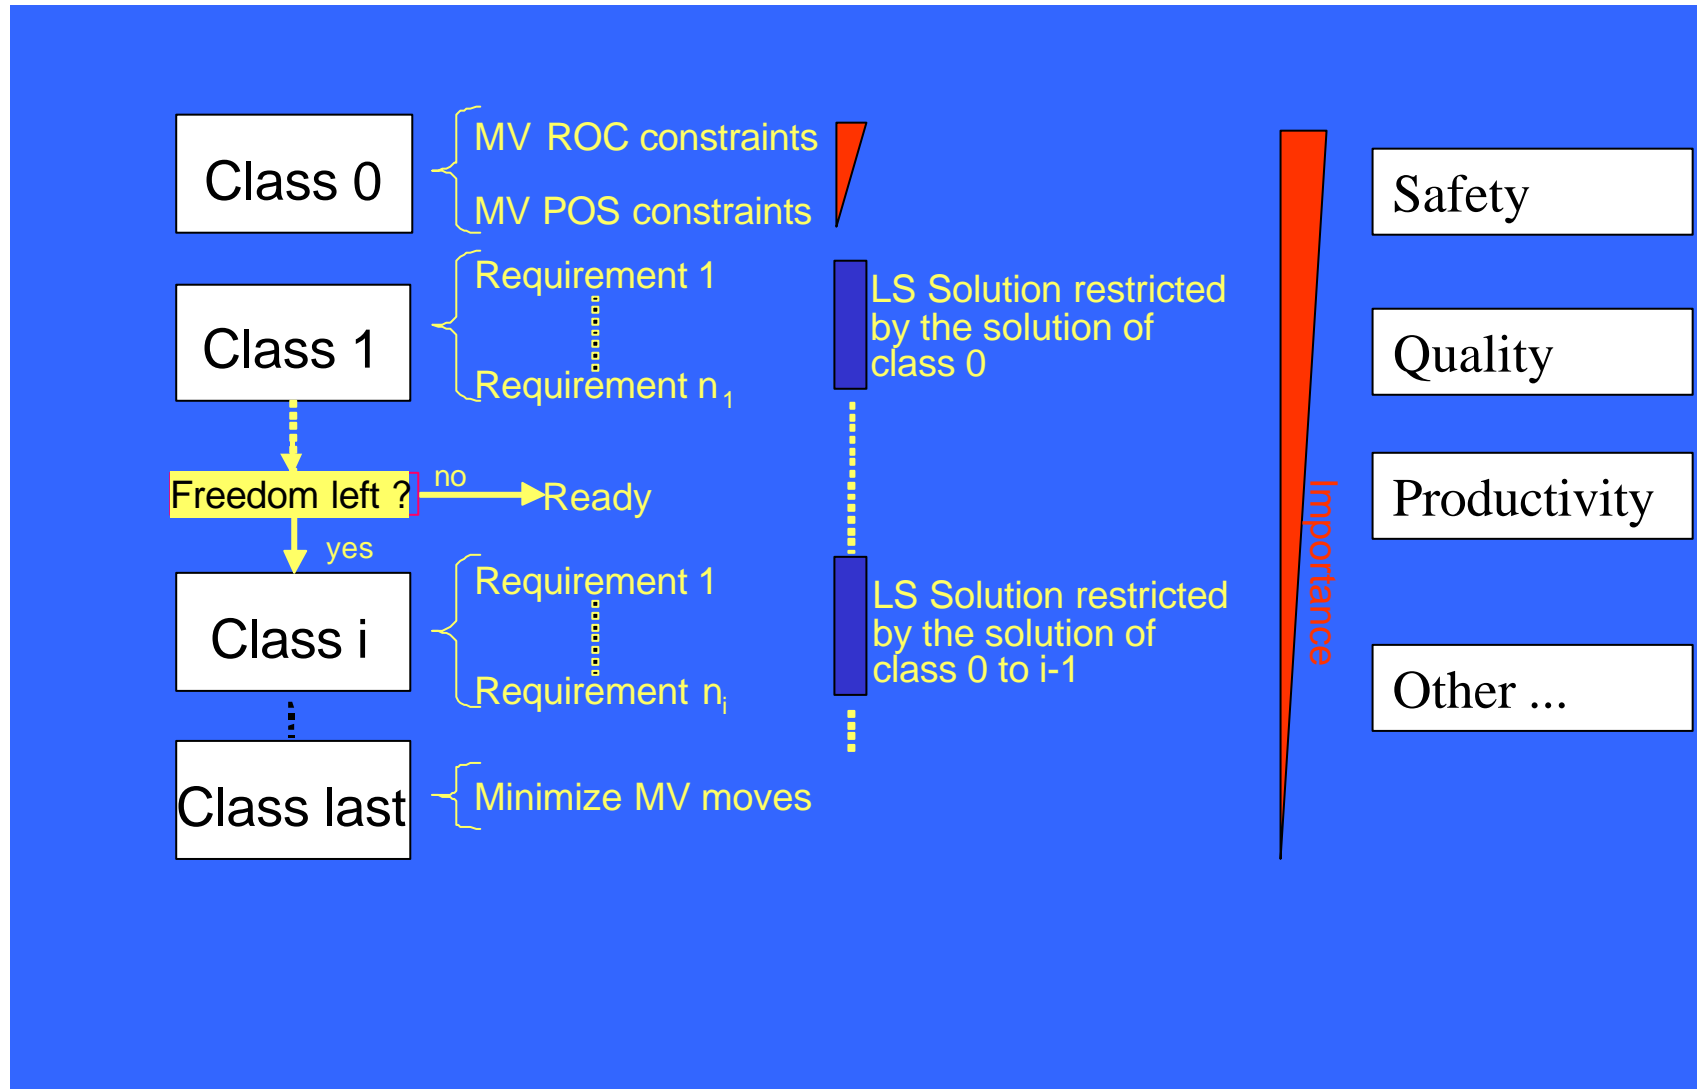 Class 0
MV ROC constraints
MV POS constraints
Class 1
Requirement 1
Requirement n1
LS Solution restricted
by the solution of
class 0
Freedom left ?
no
Ready
yes
Class i
Requirement 1
Requirement ni
LS Solution restricted
by the solution of
class 0 to i-1
Class last
Minimize MV moves
Importance
Safety
Quality
Productivity
Other ...